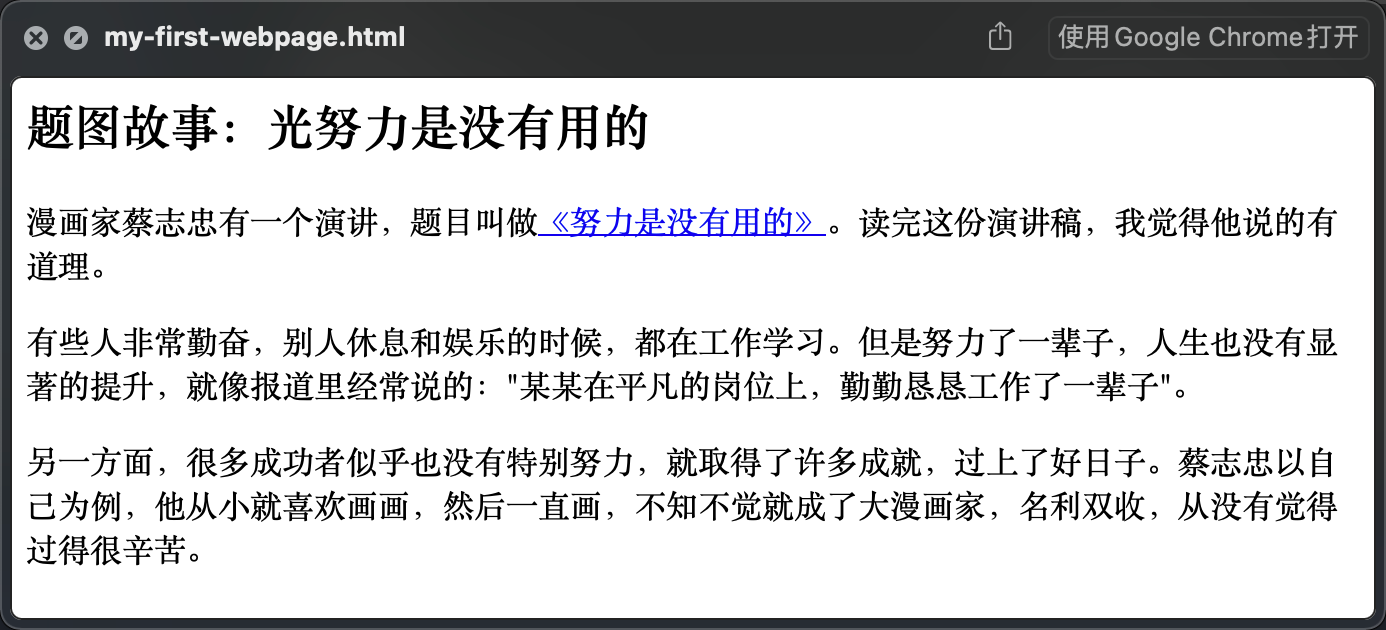 my-first-webpage.html
使用Google Chrome打开
题图故事：光努力是没有用的
漫画家蔡志忠有一个演讲，题目叫做《努力是没有用的》。读完这份演讲稿，我觉得他说的有
道理。
有些人非常勤奋，别人休息和娱乐的时候，都在工作学习。但是努力了一辈子，人生也没有显
著的提升，就像报道里经常说的："某某在平凡的岗位上，勤勤恳恳工作了一辈子"。
另一方面，很多成功者似乎也没有特别努力，就取得了许多成就，过上了好日子。蔡志忠以自
己为例，他从小就喜欢画画，然后一直画，不知不觉就成了大漫画家，名利双收，从没有觉得
过得很辛苦。